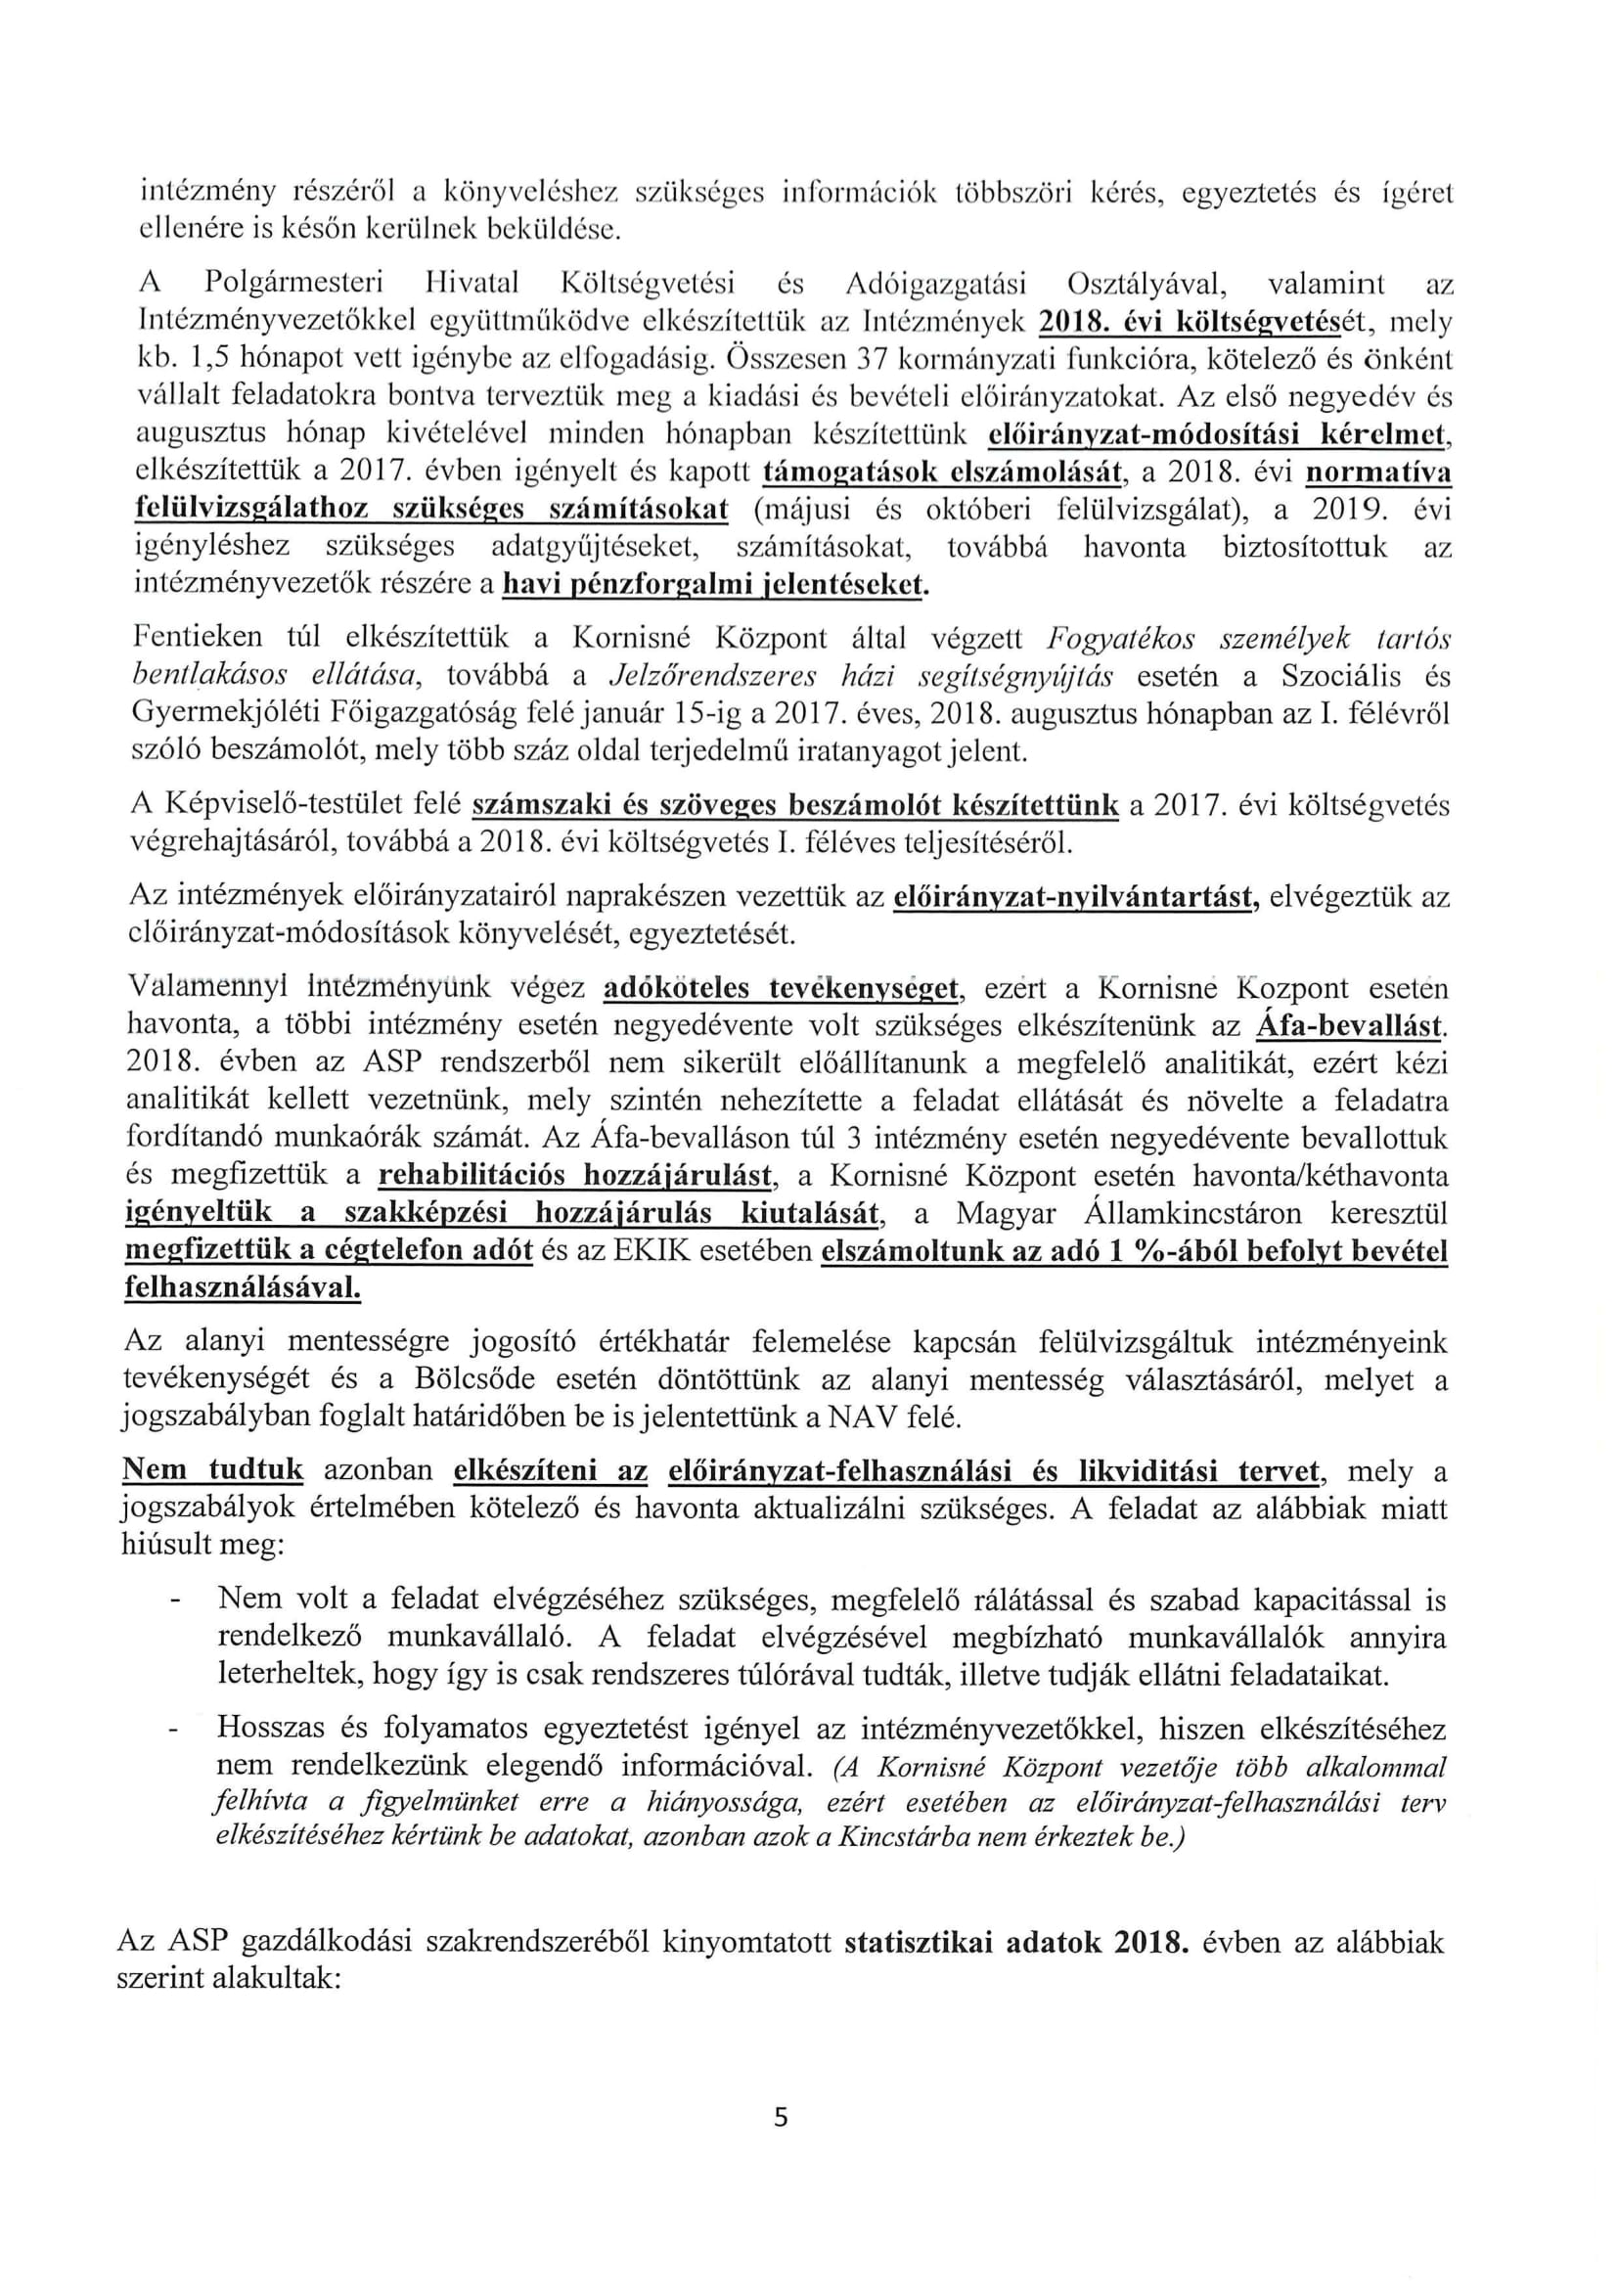 intézmény részéről a könyveléshez szükséges információk többszöri kérés, egyeztetés és ígéret
ellenére is későn kerülnek beküldése.
A Polgármesteri Hivatal Költségvetési és Adóigazgatási Osztályával, valamint az
Intézményvezetőkkel együttműködve elkészítettük az Intézmények 2018. évi költségvetését, mely
kb. 1,5 hónapot vett igénybe az elfogadásig. Összesen 37 kormányzati funkcióra, kötelező és önként
vállalt feladatokra bontva terveztük meg a kiadási és bevételi előirányzatokat. Az első negyedév és
augusztus hónap kivételével minden hónapban készítettünk előirányzat-módosítási kérelmet,
elkészítettük a 2017. évben igényelt és kapott támogatások elszámolását, a 2018. évi normatíva
felülvizsgálathoz szükséges számításokat (májusi és októberi felülvizsgálat), a 2019. évi
igényléshez szükséges adatgyűjtéseket, számításokat, továbbá havonta biztosítottuk az
intézményvezetők részére a havi pénzforgalmi jelentéseket.
Fentieken túl elkészítettük a Kornisné Központ által végzett Fogyatékos személyek tartós
bentlakásos ellátása, továbbá a Jelzőrendszeres házi segítségnyújtás esetén a Szociális és
Gyermekjóléti Főigazgatóság felé január 15-ig a 2017. éves, 2018. augusztus hónapban az I. félévről
szóló beszámolót, mely több száz oldal terjedelmű iratanyagot jelent.
A Képviselő-testület felé számszaki és szöveges beszámolót készítettünk a 2017. évi költségvetés
végrehajtásáról, továbbá a 2018. évi költségvetés I. féléves teljesítéséről.
Az intézmények előirányzatairól naprakészen vezettük az előirányzat-nyilvántartást, elvégeztük az
előirányzat-módosítások könyvelését, egyeztetését.
Valamennyi intézményünk végez adóköteles tevékenységet, ezért a Kornisné Központ esetén
havonta, a többi intézmény esetén negyedévente volt szükséges elkészítenünk az Áfa-bevallást.
2018. évben az ASP rendszerből nem sikerült előállítanunk a megfelelő analitikát, ezért kézi
analitikát kellett vezetnünk, mely szintén nehezítette a feladat ellátását és növelte a feladatra
fordítandó munkaórák számát. Az Áfa-bevalláson túl 3 intézmény esetén negyedévente bevallottuk
és megfizettük a rehabilitációs hozzájárulást, a Kornisné Központ esetén havonta/kéthavonta
igényeltük a szakképzési hozzájárulás kiutalását, a Magyar Államkincstáron keresztül
megfizettük a cégtelefon adót és az EKIK esetében elszámoltunk az adó 1 %-ából befolyt bevétel
felhasználásával.
Az alanyi mentességre jogosító értékhatár felemelése kapcsán felülvizsgáltuk intézményeink
tevékenységét és a Bölcsőde esetén döntöttünk az alanyi mentesség választásáról, melyet a
jogszabályban foglalt határidőben be is jelentettünk a NAV felé.
Nem tudtuk azonban elkészíteni az előirányzat-felhasználási és likviditási tervet, mely a
jogszabályok értelmében kötelező és havonta aktualizálni szükséges. A feladat az alábbiak miatt
hiúsult meg:
- Nem volt a feladat elvégzéséhez szükséges, megfelelő rálátással és szabad kapacitással is
rendelkező munkavállaló. A feladat elvégzésével megbízható munkavállalók annyira
leterheltek, hogy így is csak rendszeres túlórával tudták, illetve tudják ellátni feladataikat.
- Hosszas és folyamatos egyeztetést igényel az intézményvezetőkkel, hiszen elkészítéséhez
nem rendelkezünk elegendő információval. (A Kornisné Központ vezetője több alkalommal
felhívta a figyelmünket erre a hiányossága, ezért esetében az előirányzat-felhasználási terv
elkészítéséhez kértünk be adatokat, azonban azok a Kincstárba nem érkeztek be.)
Az ASP gazdálkodási szakrendszeréből kinyomtatott statisztikai adatok 2018. évben az alábbiak
szerint alakultak:
5